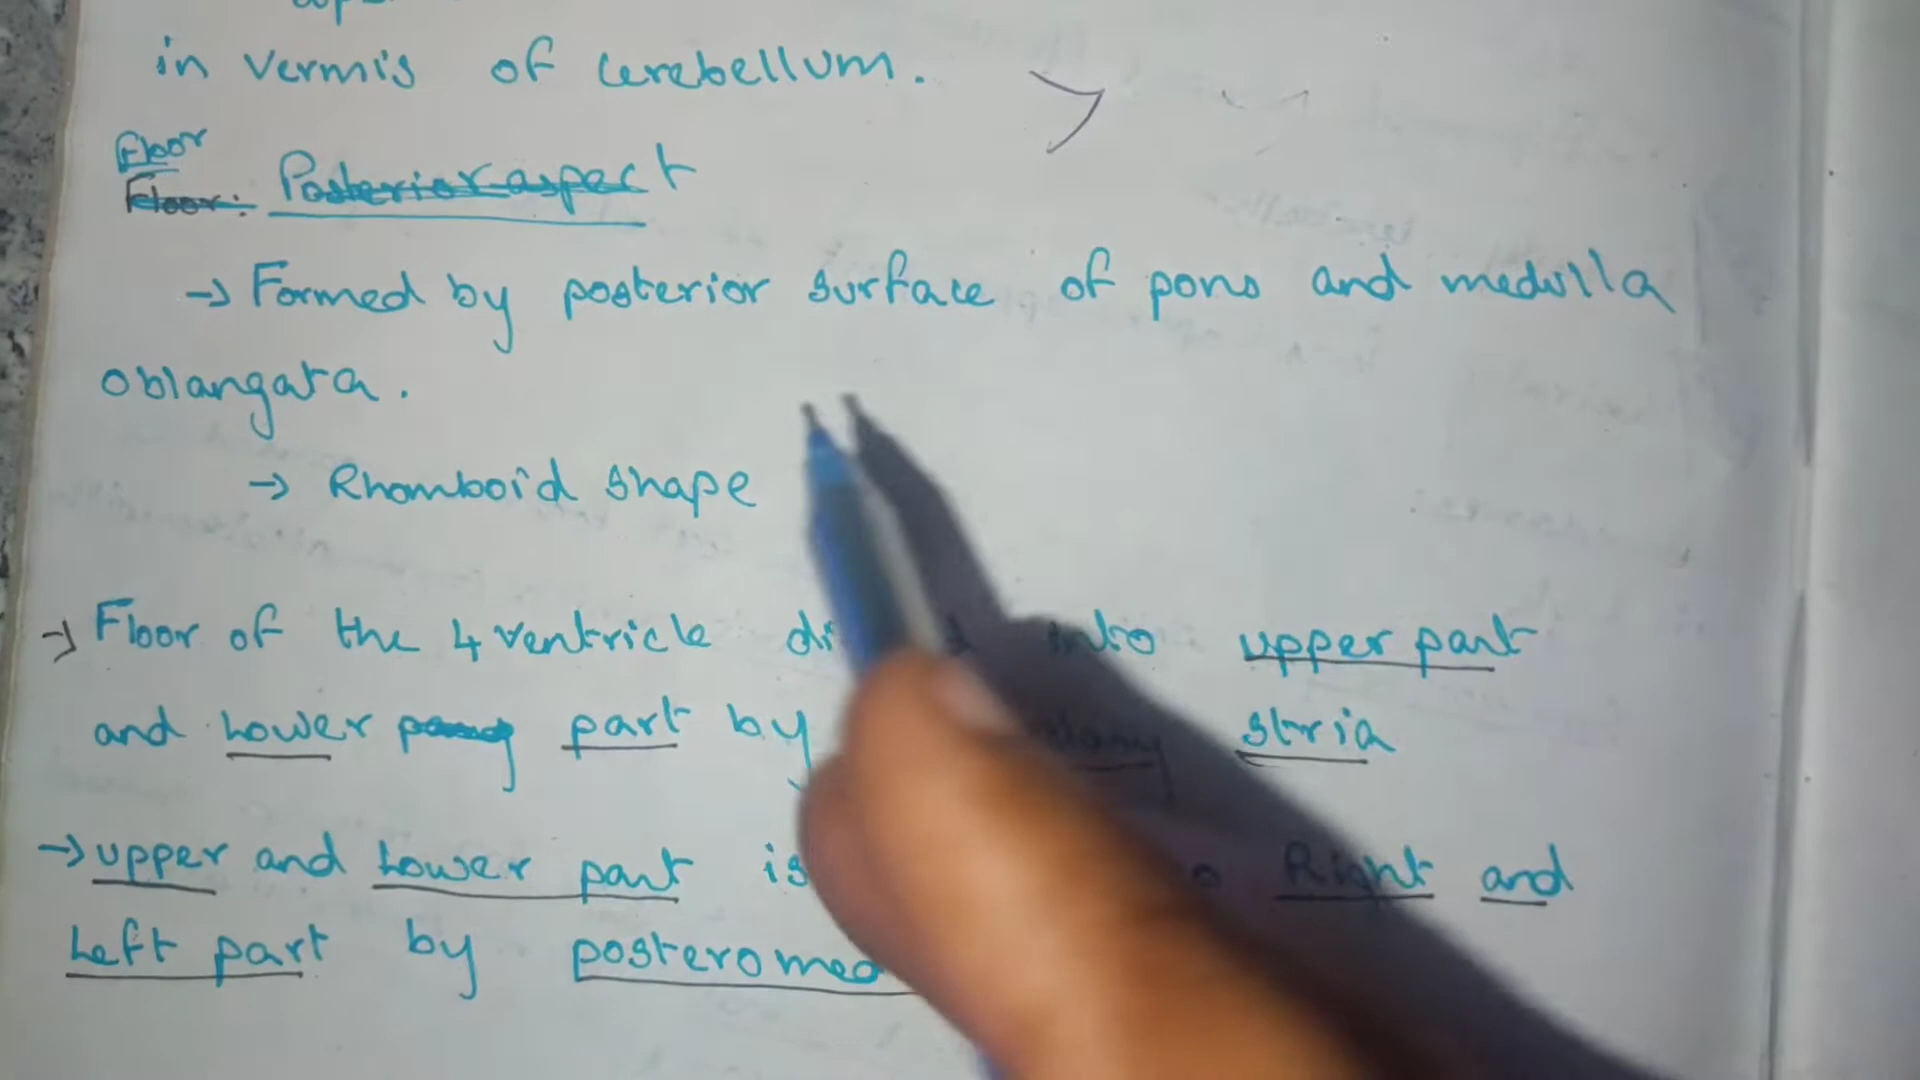 in vermis of cerebellum.
Floor
Floor: Posterior aspect
→ Formed by posterior surface of pons and medulla
oblangata.
→ Rhomboid shape
→ Floor of the 4 ventricle into upper part
and Lower part by stria
→ upper and Lower part is Right and
Left part by